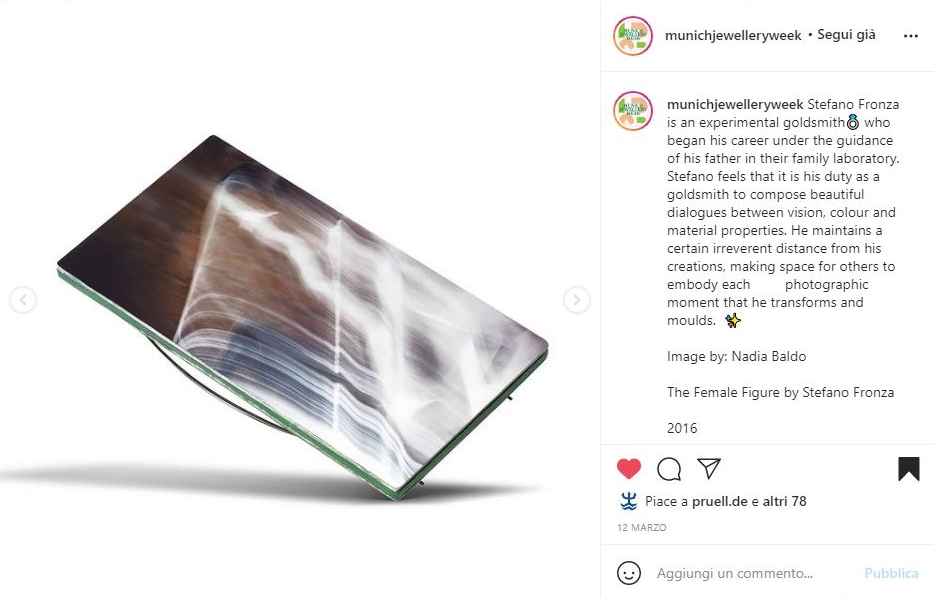 munichjewelleryweek • Segui già
munichjewelleryweek Stefano Fronza
is an experimental goldsmith💍 who
began his career under the guidance
of his father in their family laboratory.
Stefano feels that it is his duty as a
goldsmith to compose beautiful
dialogues between vision, colour and
material properties. He maintains a
certain irreverent distance from his
creations, making space for others to
embody each photographic
moment that he transforms and
moulds. ✨
Image by: Nadia Baldo
The Female Figure by Stefano Fronza
2016
Piace a pruell.de e altri 78
12 MARZO
Aggiungi un commento... Pubblica